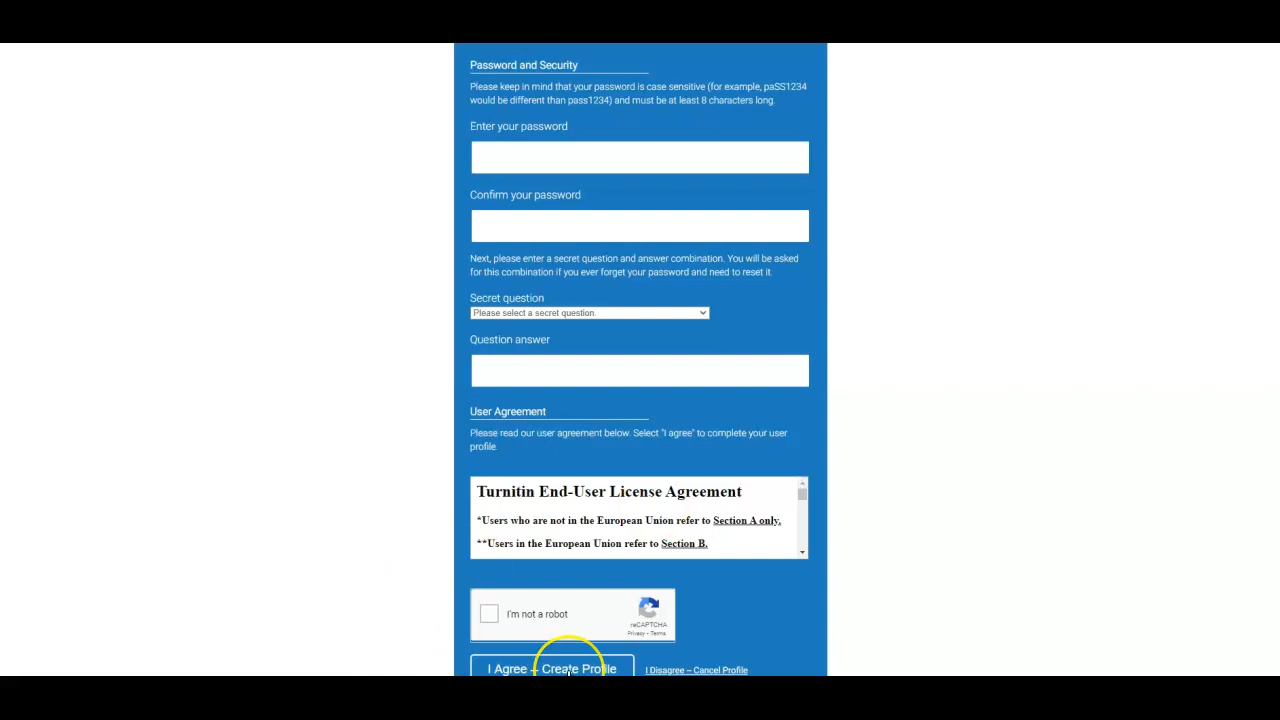 Password and Security
Please keep in mind that your password is case sensitive (for example, paSS1234
would be different than pass1234) and must be at least 8 characters long.
Enter your password
Confirm your password
Next, please enter a secret question and answer combination. You will be asked
for this combination if you ever forget your password and need to reset it.
Secret question
Please select a secret question.
Question answer
User Agreement
Please read our user agreement below. Select "I agree" to complete your user
profile.
Turnitin End-User License Agreement
*Users who are not in the European Union refer to Section A only.
**Users in the European Union refer to Section B.
I'm not a robot
reCAPTCHA
Privacy - Terms
I Agree -- Create Profile
I Disagree -- Cancel Profile